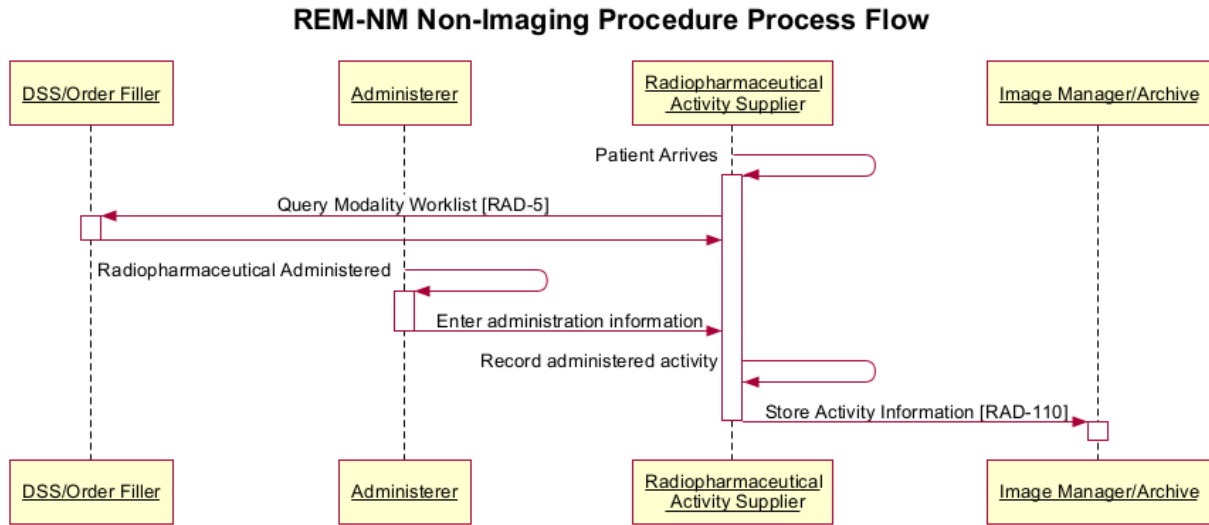 REM-NM Non-Imaging Procedure Process Flow
DSS/Order Filler
Administerer
Radiopharmaceutical
Activity Supplier
Image Manager/Archive
Patient Arrives
Query Modality Worklist [RAD-5]
Radiopharmaceutical Administered
Enter administration information
Record administered activity
Store Activity Information [RAD-110]
DSS/Order Filler
Administerer
Radiopharmaceutical
Activity Supplier
Image Manager/Archive